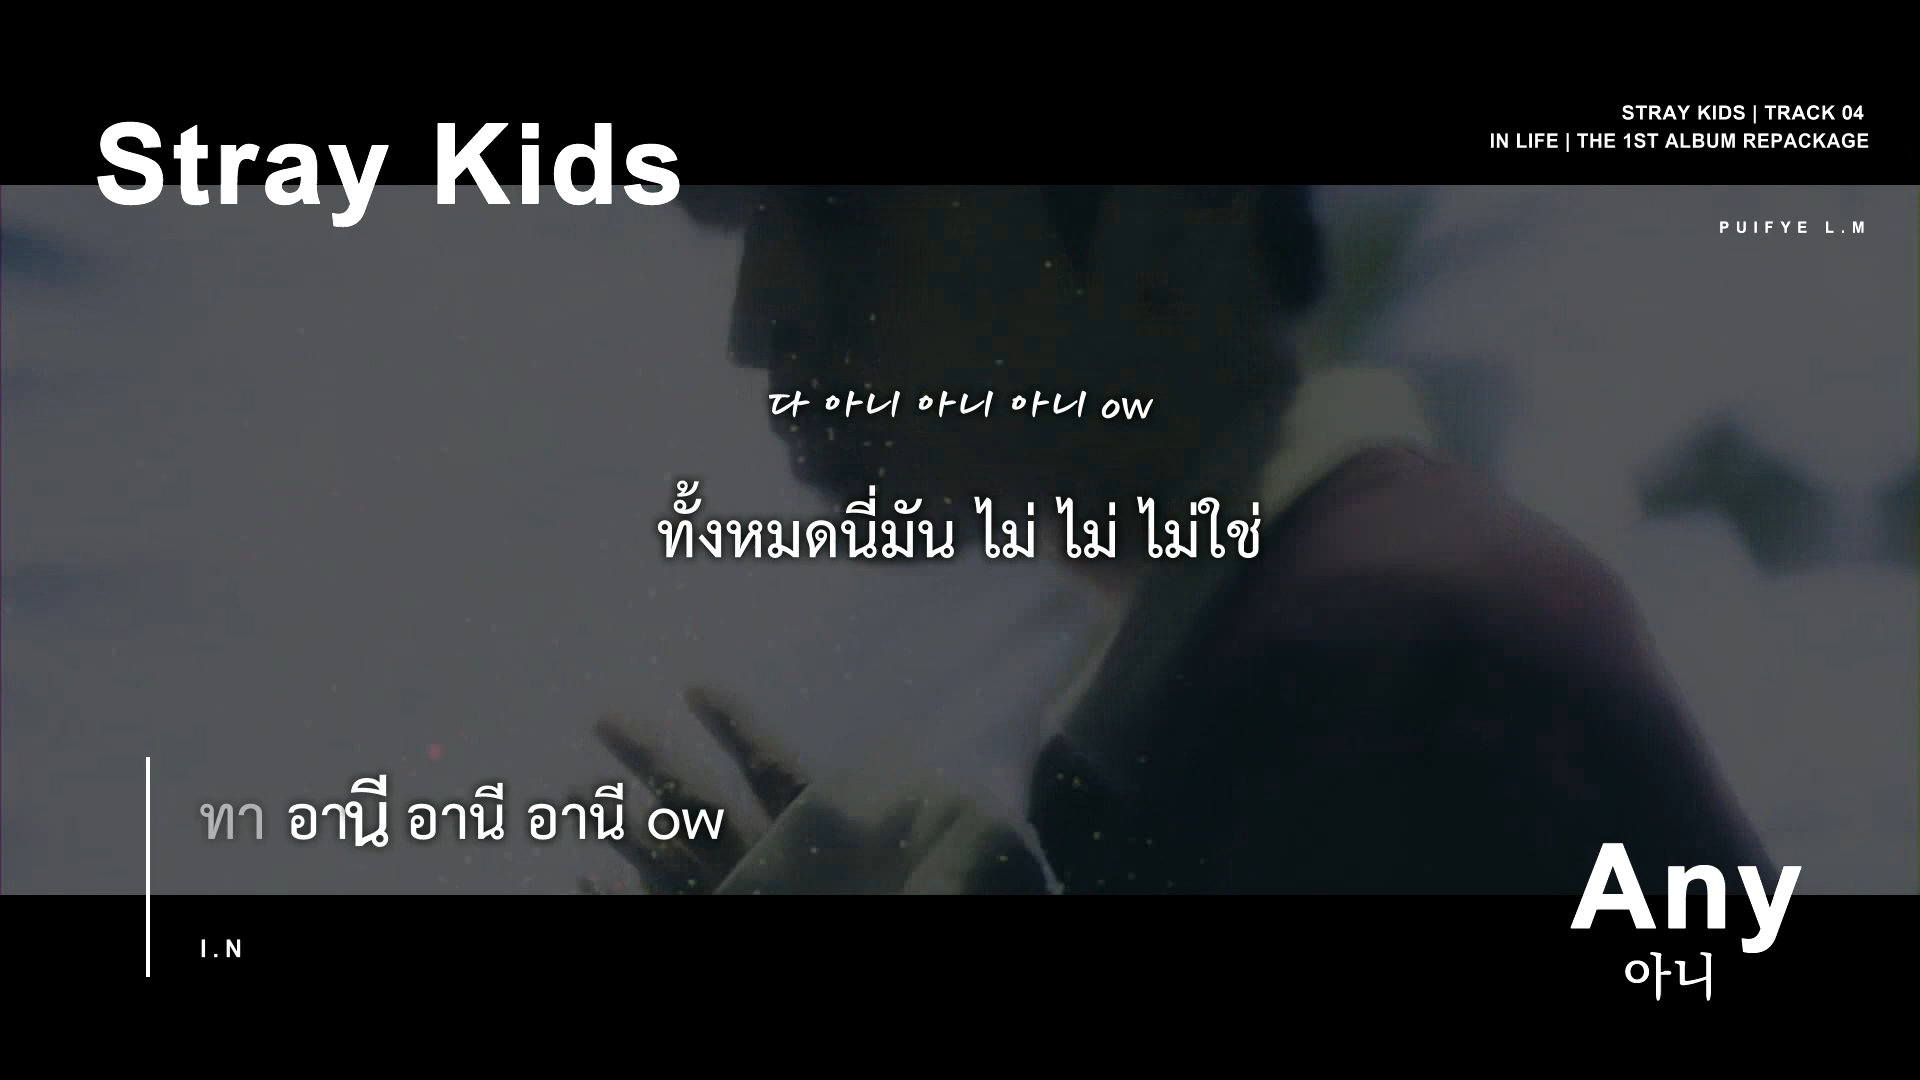 Stray Kids
STRAY KIDS | TRACK 04
IN LIFE | THE 1ST ALBUM REPACKAGE
PUIFYE L.M
다 아니 아니 아니 ow
ทั้งหมดนี่มัน ไม่ ไม่ ไม่ใช่
ทา อานี อานี อานี ow
I.N
Any
아니